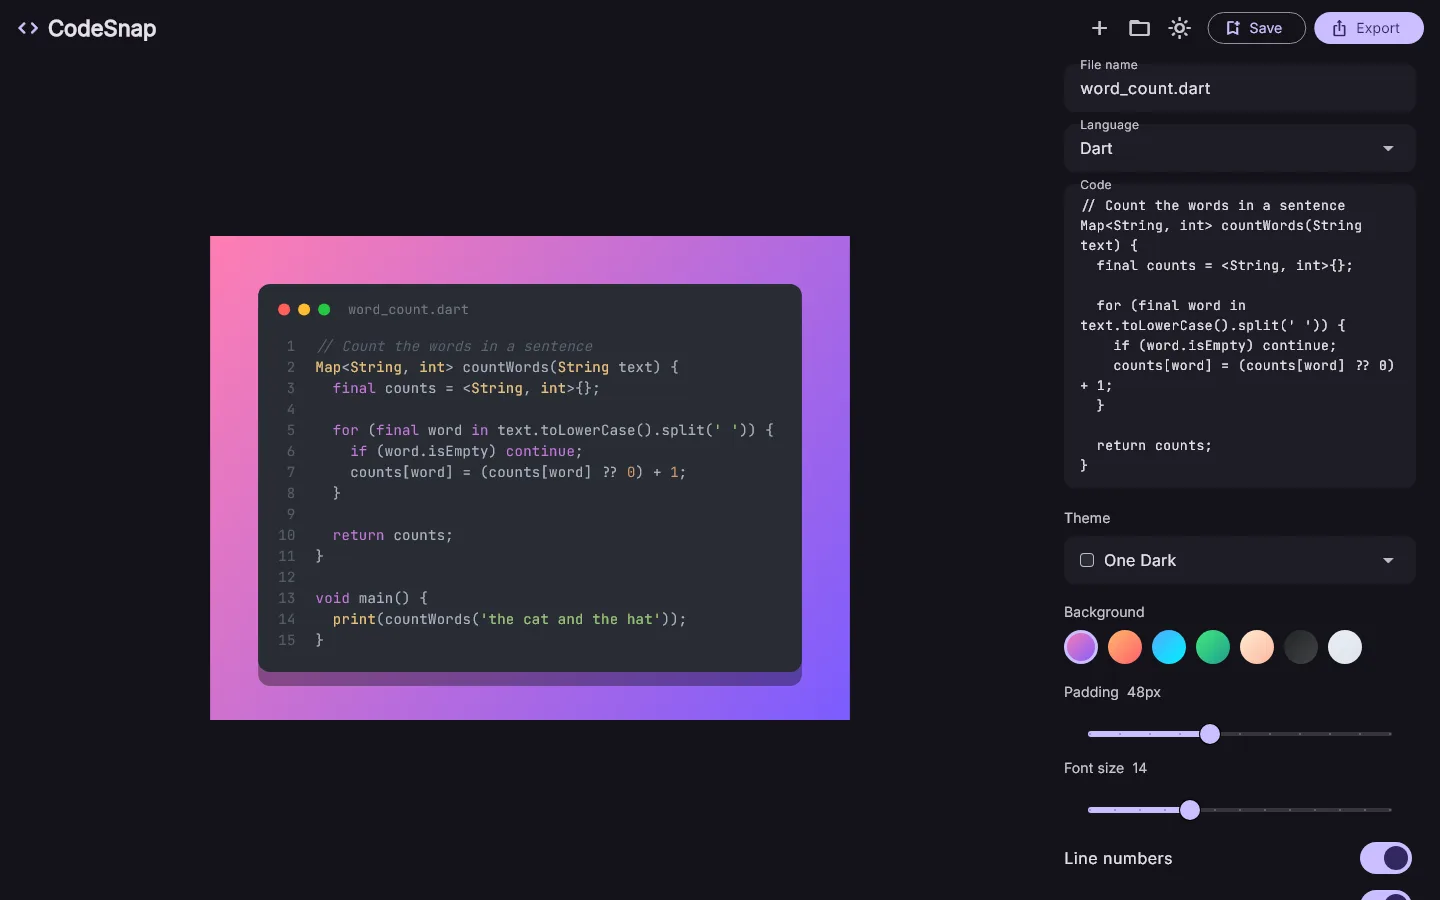 <> CodeSnap
Save
Export
word_count.dart
1 // Count the words in a sentence
2 Map<String, int> countWords(String text) {
3   final counts = <String, int>{};
4
5   for (final word in text.toLowerCase().split(' ')) {
6     if (word.isEmpty) continue;
7     counts[word] = (counts[word] ?? 0) + 1;
8   }
9
10   return counts;
11 }
12
13 void main() {
14   print(countWords('the cat and the hat'));
15 }
File name
word_count.dart
Language
Dart
Code
// Count the words in a sentence
Map<String, int> countWords(String
text) {
  final counts = <String, int>{};

  for (final word in
text.toLowerCase().split(' ')) {
    if (word.isEmpty) continue;
    counts[word] = (counts[word] ?? 0)
+ 1;
  }

  return counts;
}
Theme
One Dark
Background
Padding 48px
Font size 14
Line numbers